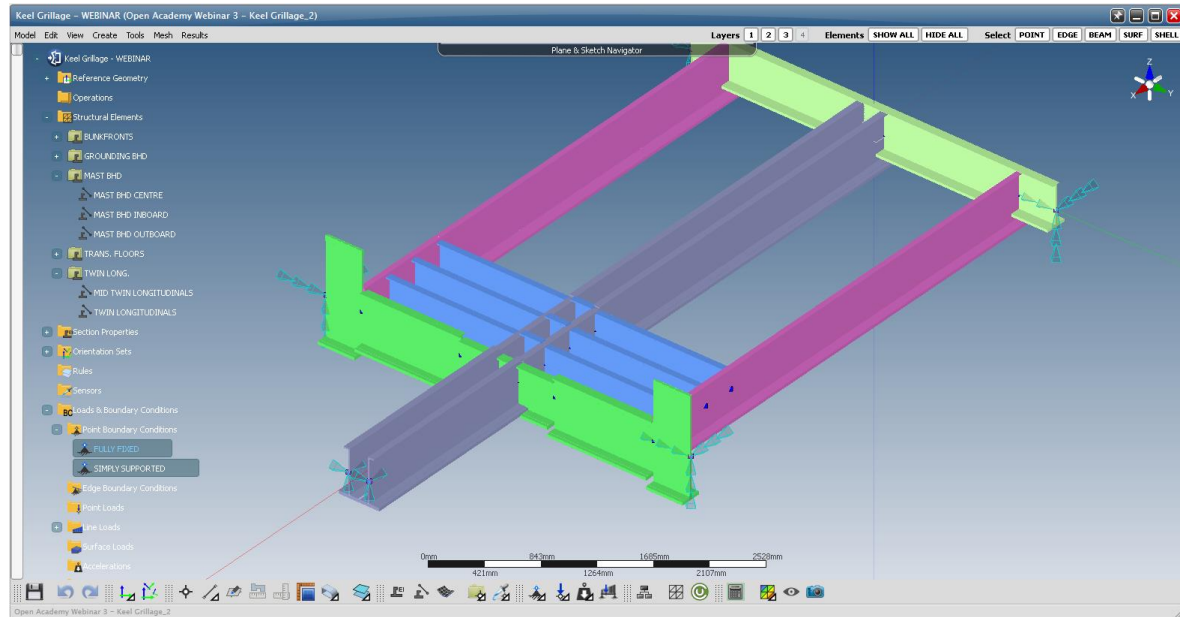 Keel Grillage - WEBINAR (Open Academy Webinar 3 - Keel Grillage_2)
Model Edit View Create Tools Mesh Results
Layers 1 2 3 4 Elements SHOW ALL HIDE ALL Select POINT EDGE BEAM SURF SHELL
Plane & Sketch Navigator
Keel Grillage - WEBINAR
Reference Geometry
Operations
Structural Elements
BUNKFRONTS
GROUNDING BHD
MAST BHD
MAST BHD CENTRE
MAST BHD INBOARD
MAST BHD OUTBOARD
TRANS. FLOORS
TWIN LONG.
MID TWIN LONGITUDINALS
TWIN LONGITUDINALS
Section Properties
Orientation Sets
Rules
Sensors
BC Loads & Boundary Conditions
Point Boundary Conditions
FULLY FIXED
SIMPLY SUPPORTED
Edge Boundary Conditions
Point Loads
Line Loads
Surface Loads
Accelerations
Z
X Y
0mm 843mm 1685mm 2528mm
421mm 1264mm 2107mm
Open Academy Webinar 3 - Keel Grillage_2